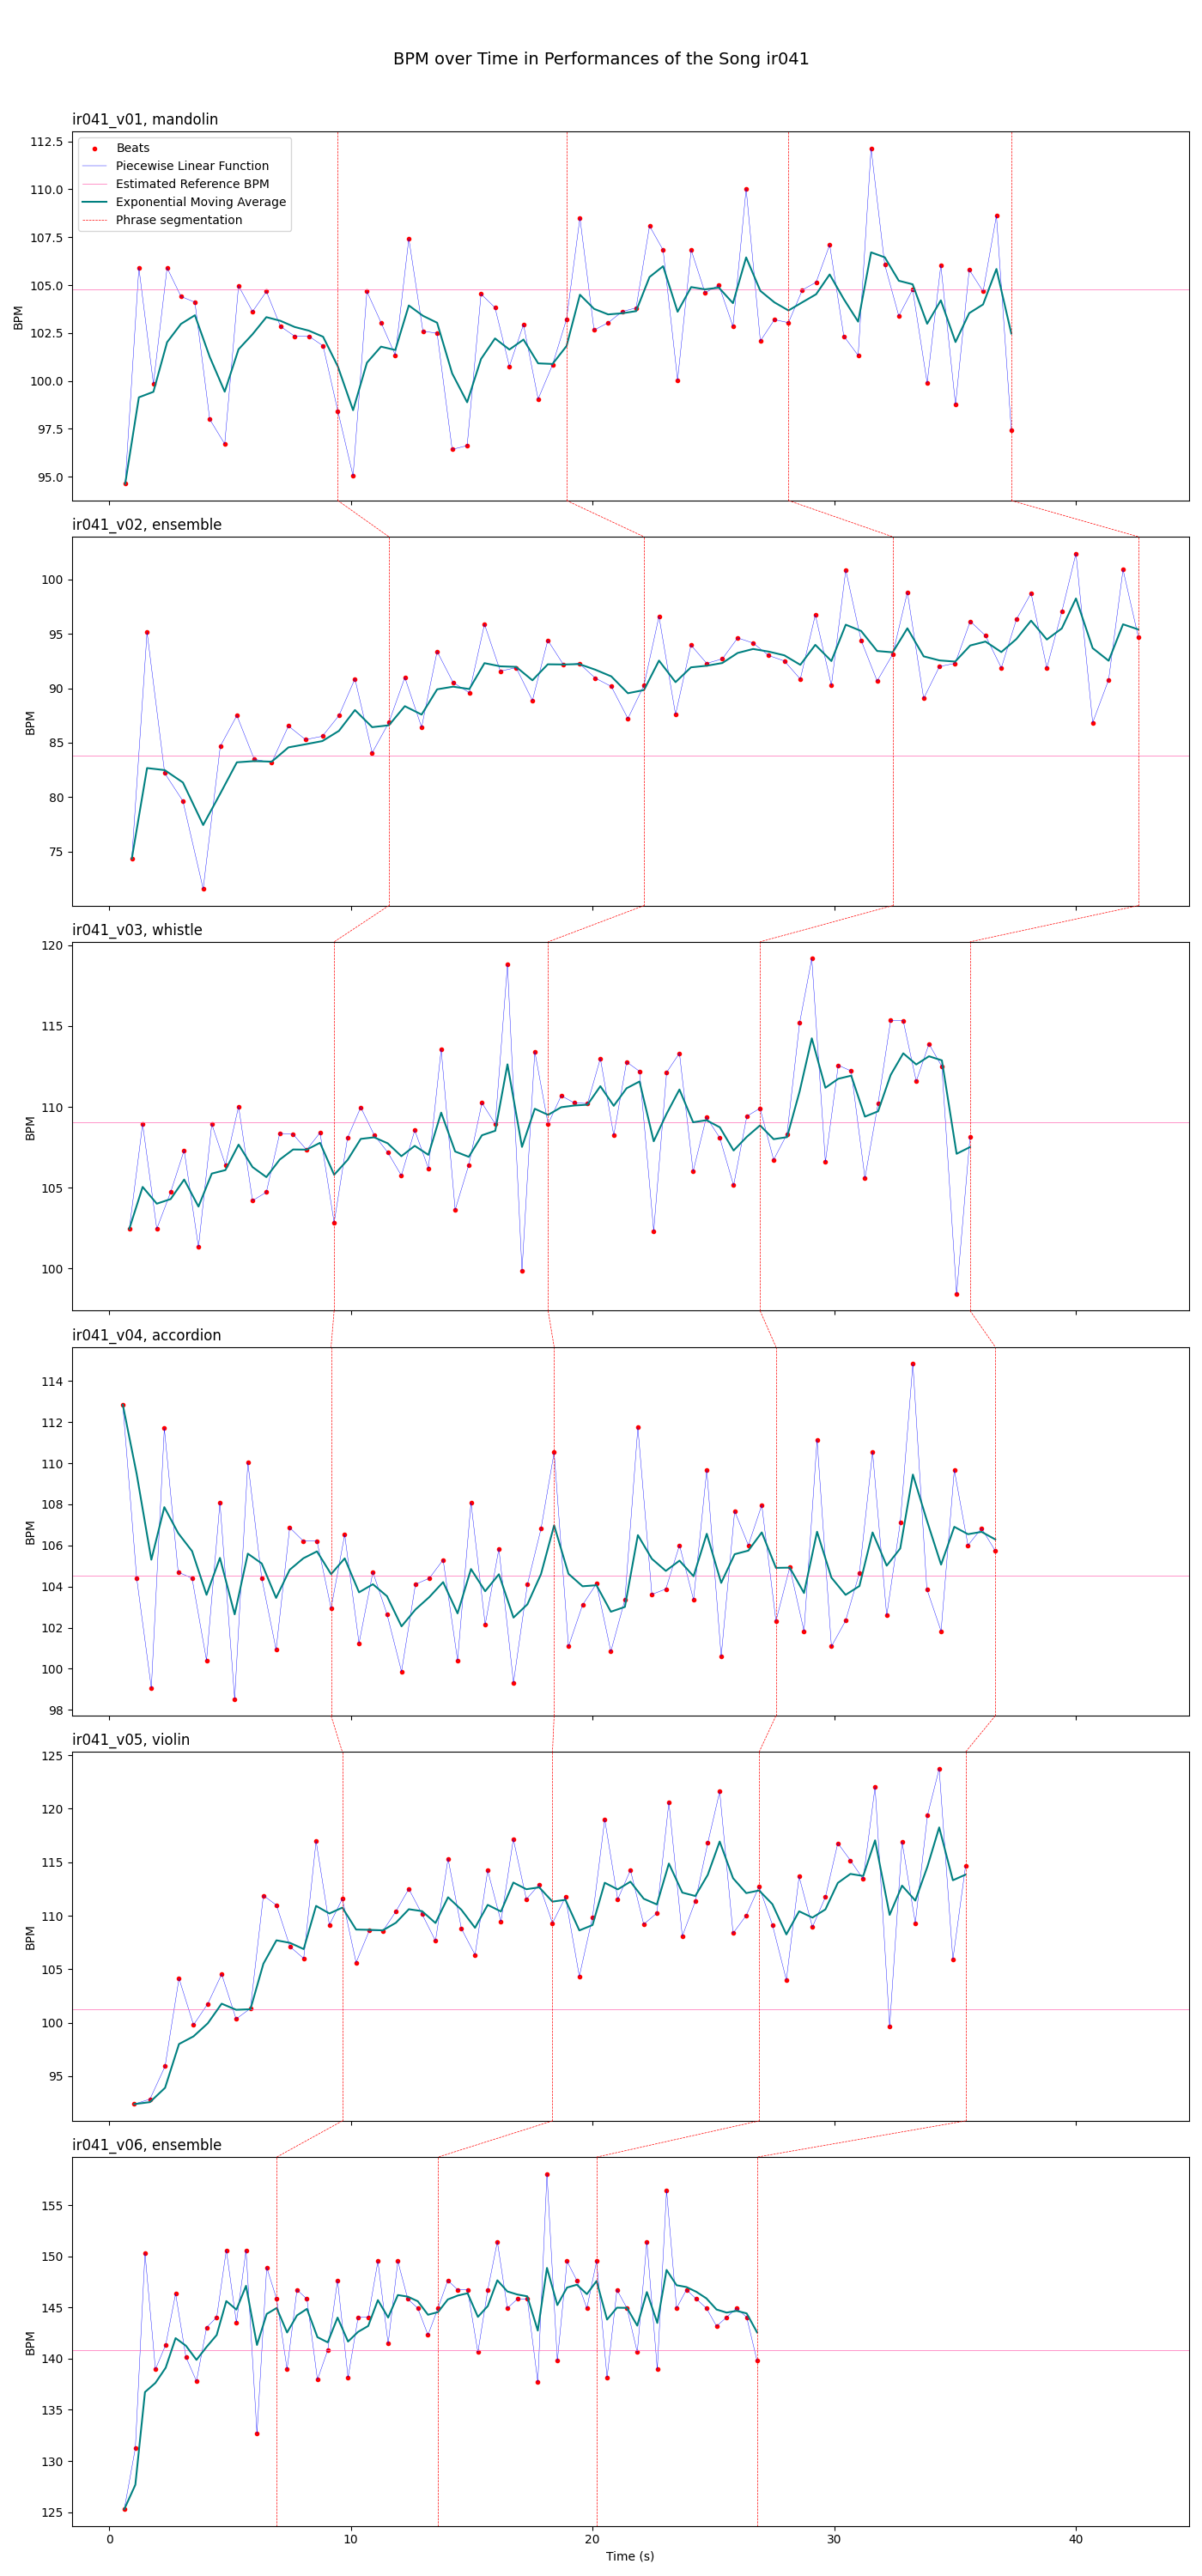 BPM over Time in Performances of the Song ir041
ir041_v01, mandolin
112.5
110.0
107.5
105.0
102.5
100.0
97.5
95.0
BPM
Beats
Piecewise Linear Function
Estimated Reference BPM
Exponential Moving Average
Phrase segmentation
ir041_v02, ensemble
100
95
90
85
80
75
BPM
ir041_v03, whistle
120
115
110
105
100
BPM
ir041_v04, accordion
114
112
110
108
106
104
102
100
98
BPM
ir041_v05, violin
125
120
115
110
105
100
95
BPM
ir041_v06, ensemble
155
150
145
140
135
130
125
BPM
0 10 20 30 40
Time (s)